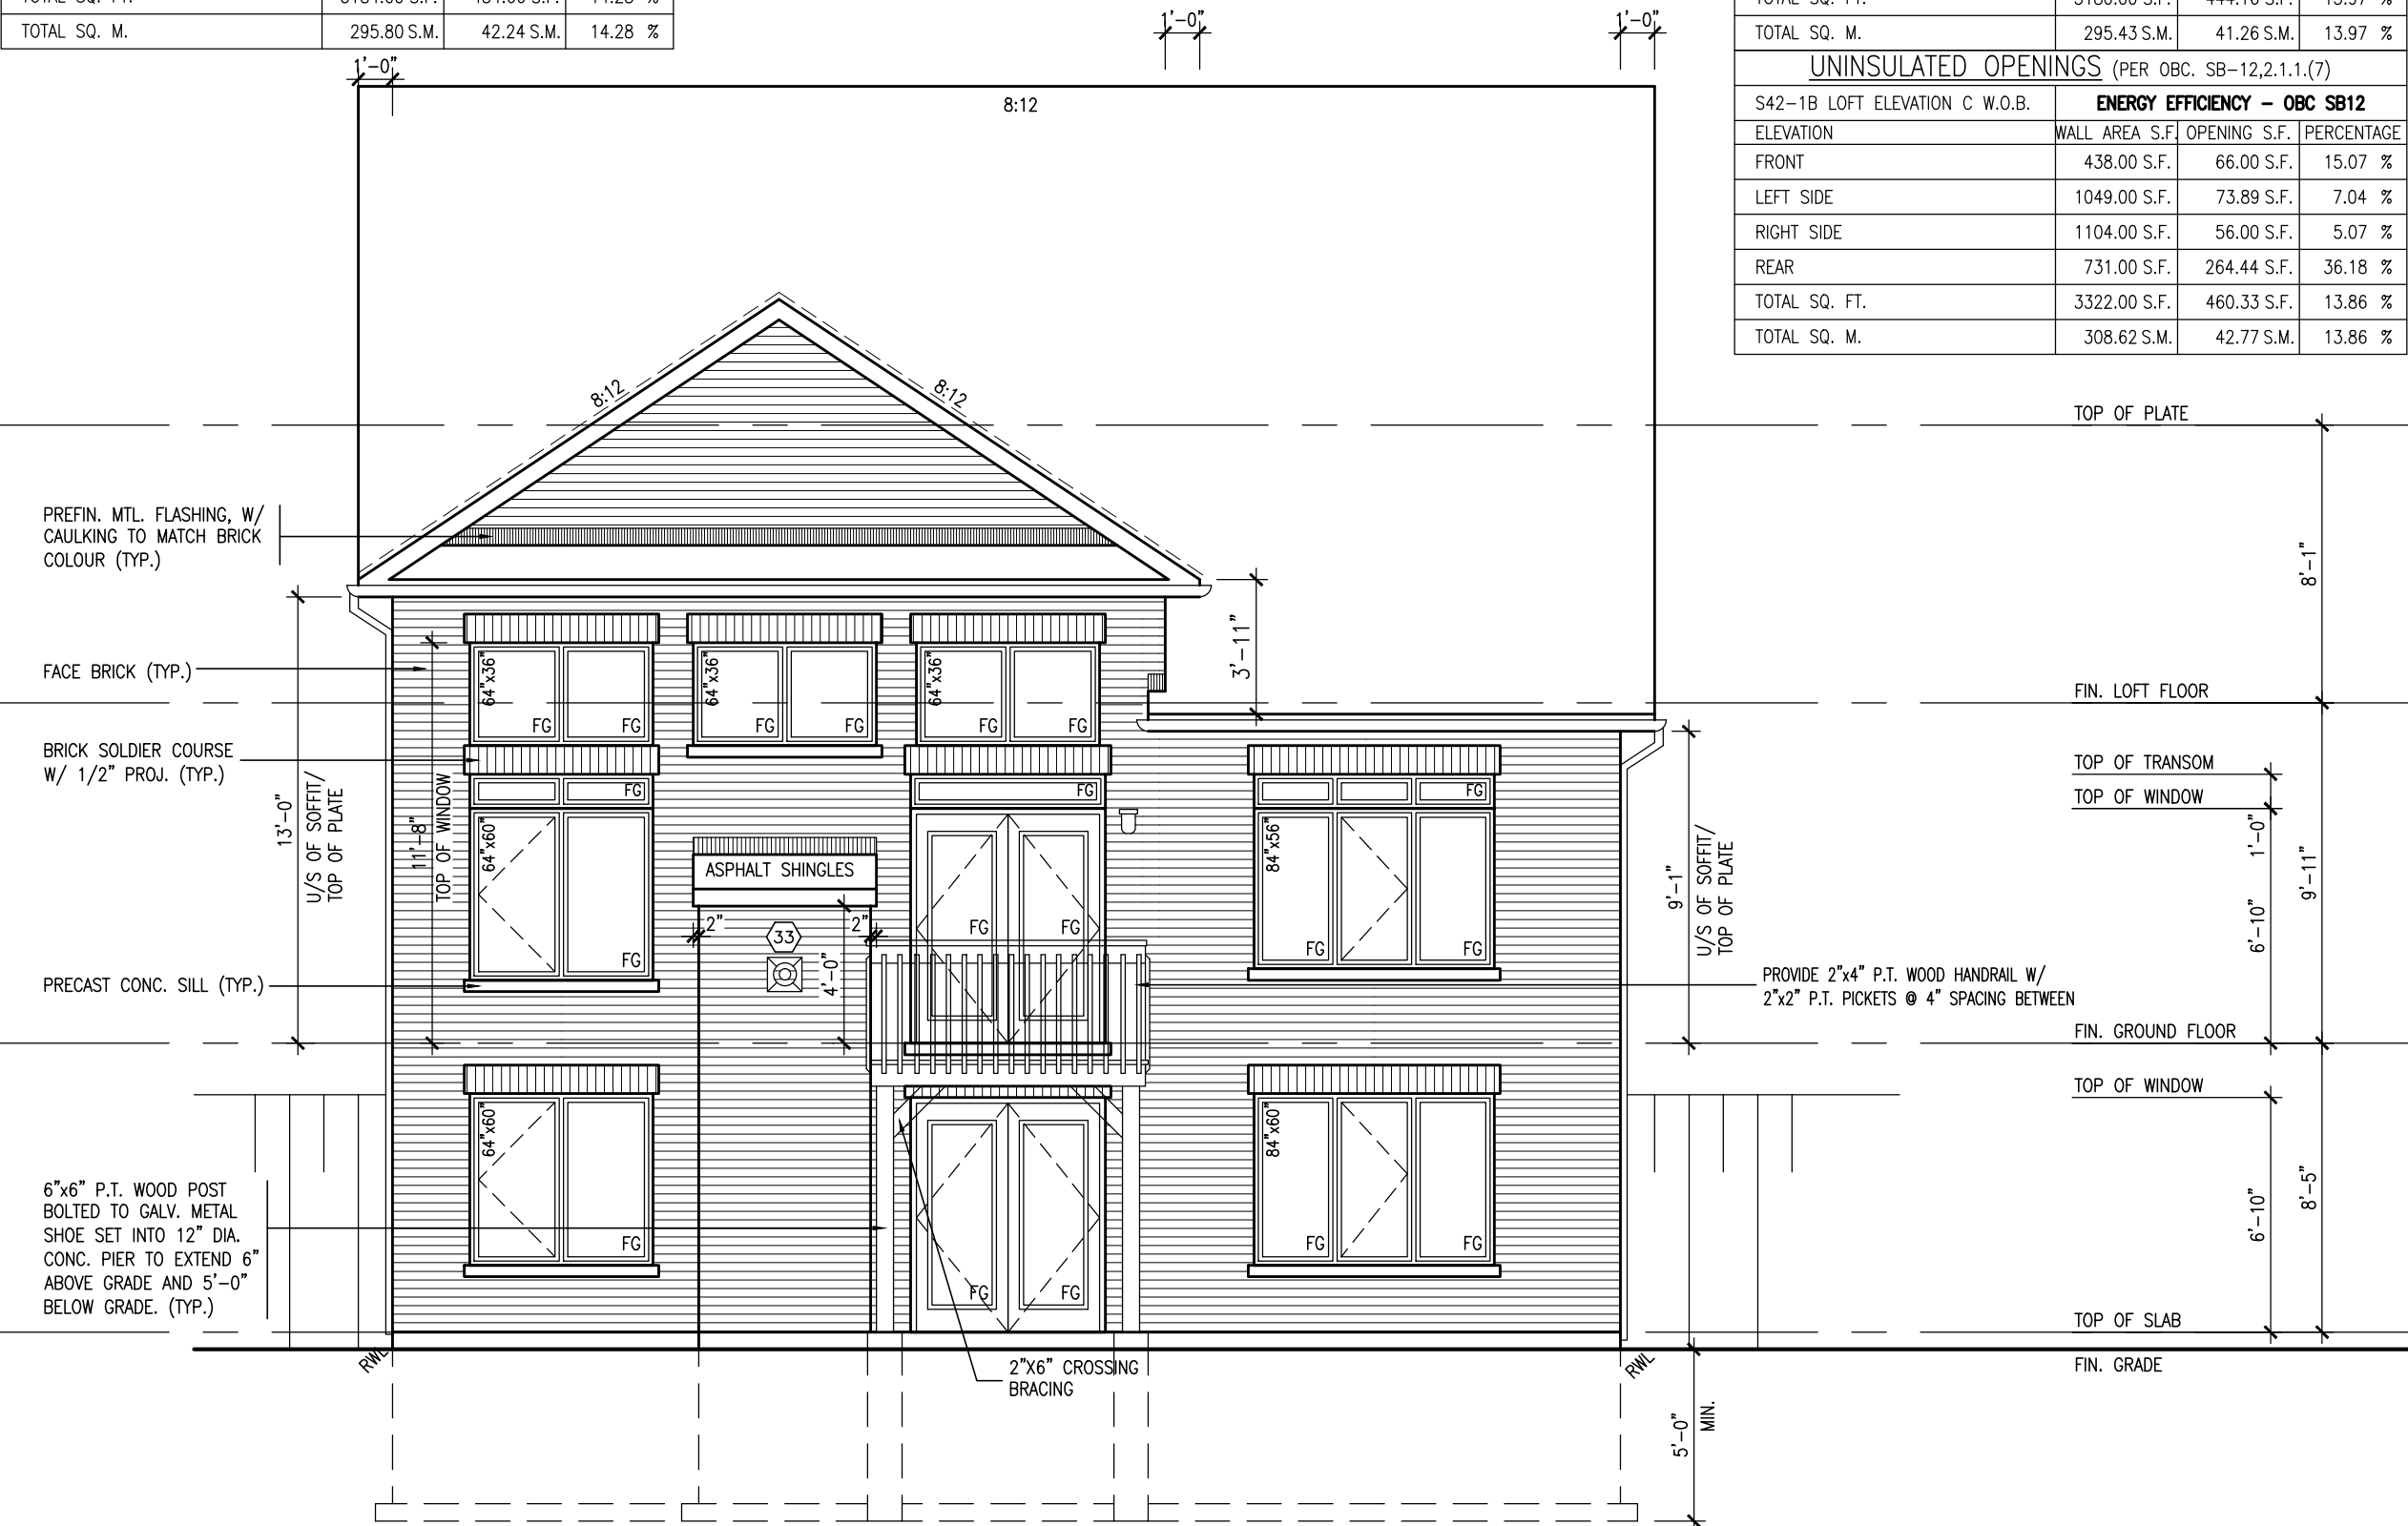 TOTAL SQ. M. 295.80 S.M. 42.24 S.M. 14.28 %
TOTAL SQ. M. 295.43 S.M. 41.26 S.M. 13.97 %
UNINSULATED OPENINGS (PER OBC. SB-12,2.1.1.(7)
S42-1B LOFT ELEVATION C W.O.B. ENERGY EFFICIENCY - OBC SB12
ELEVATION WALL AREA S.F. OPENING S.F. PERCENTAGE
FRONT 438.00 S.F. 66.00 S.F. 15.07 %
LEFT SIDE 1049.00 S.F. 73.89 S.F. 7.04 %
RIGHT SIDE 1104.00 S.F. 56.00 S.F. 5.07 %
REAR 731.00 S.F. 264.44 S.F. 36.18 %
TOTAL SQ. FT. 3322.00 S.F. 460.33 S.F. 13.86 %
TOTAL SQ. M. 308.62 S.M. 42.77 S.M. 13.86 %
1'-0"
1'-0"
1'-0"
8:12
8:12
8:12
PREFIN. MTL. FLASHING, W/
CAULKING TO MATCH BRICK
COLOUR (TYP.)
FACE BRICK (TYP.)
BRICK SOLDIER COURSE
W/ 1/2" PROJ. (TYP.)
PRECAST CONC. SILL (TYP.)
6"x6" P.T. WOOD POST
BOLTED TO GALV. METAL
SHOE SET INTO 12" DIA.
CONC. PIER TO EXTEND 6"
ABOVE GRADE AND 5'-0"
BELOW GRADE. (TYP.)
13'-0"
U/S OF SOFFIT/
TOP OF PLATE
11'-8"
TOP OF WINDOW
64"x36"
FG
FG
64"x36"
FG
FG
64"x36"
FG
FG
3'-11"
FG
64"x60"
FG
ASPHALT SHINGLES
2"
2"
33
4'-0"
FG
FG
FG
FG
84"x56"
FG
FG
9'-1"
U/S OF SOFFIT/
TOP OF PLATE
PROVIDE 2"x4" P.T. WOOD HANDRAIL W/
2"x2" P.T. PICKETS @ 4" SPACING BETWEEN
64"x60"
FG
FG
FG
84"x60"
FG
FG
RWL
RWL
2"X6" CROSSING
BRACING
5'-0"
MIN.
TOP OF PLATE
8'-1"
FIN. LOFT FLOOR
TOP OF TRANSOM
TOP OF WINDOW
1'-0"
9'-11"
6'-10"
FIN. GROUND FLOOR
TOP OF WINDOW
8'-5"
6'-10"
TOP OF SLAB
FIN. GRADE